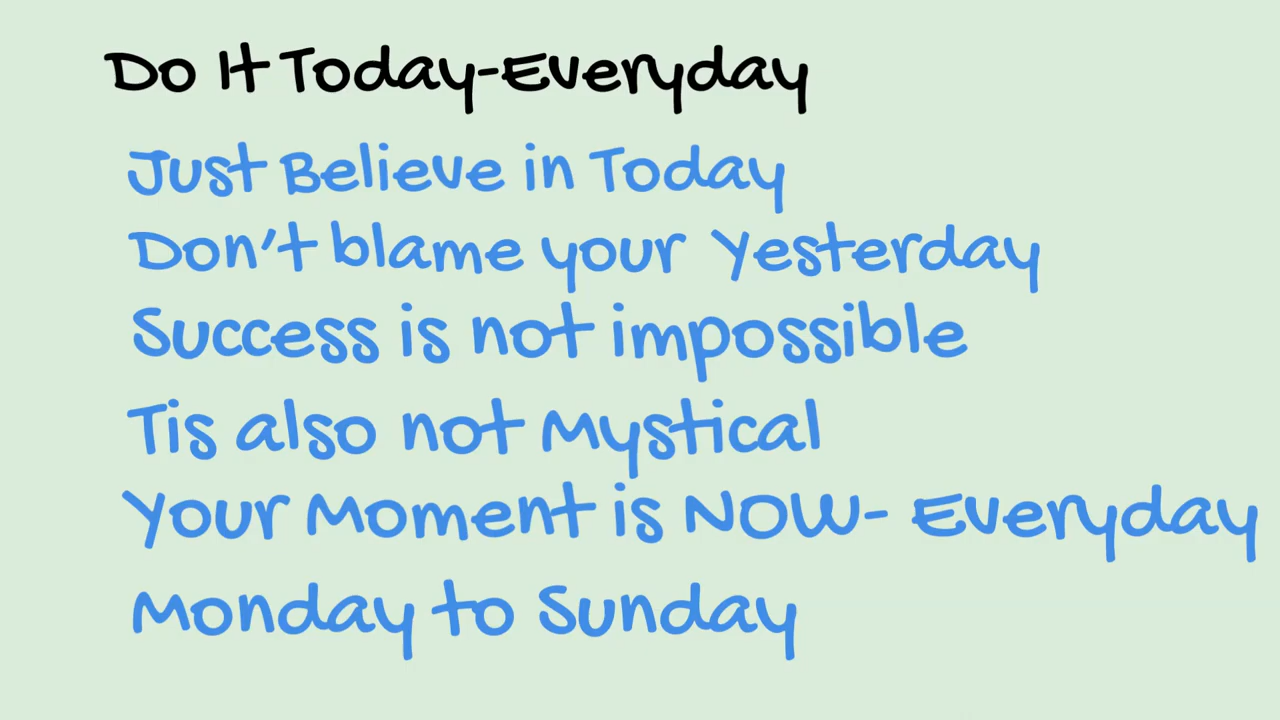 Do It Today-Everyday
Just Believe in Today
Don't blame your Yesterday
Success is not impossible
Tis also not Mystical
Your Moment is NOW- Everyday
Monday to Sunday